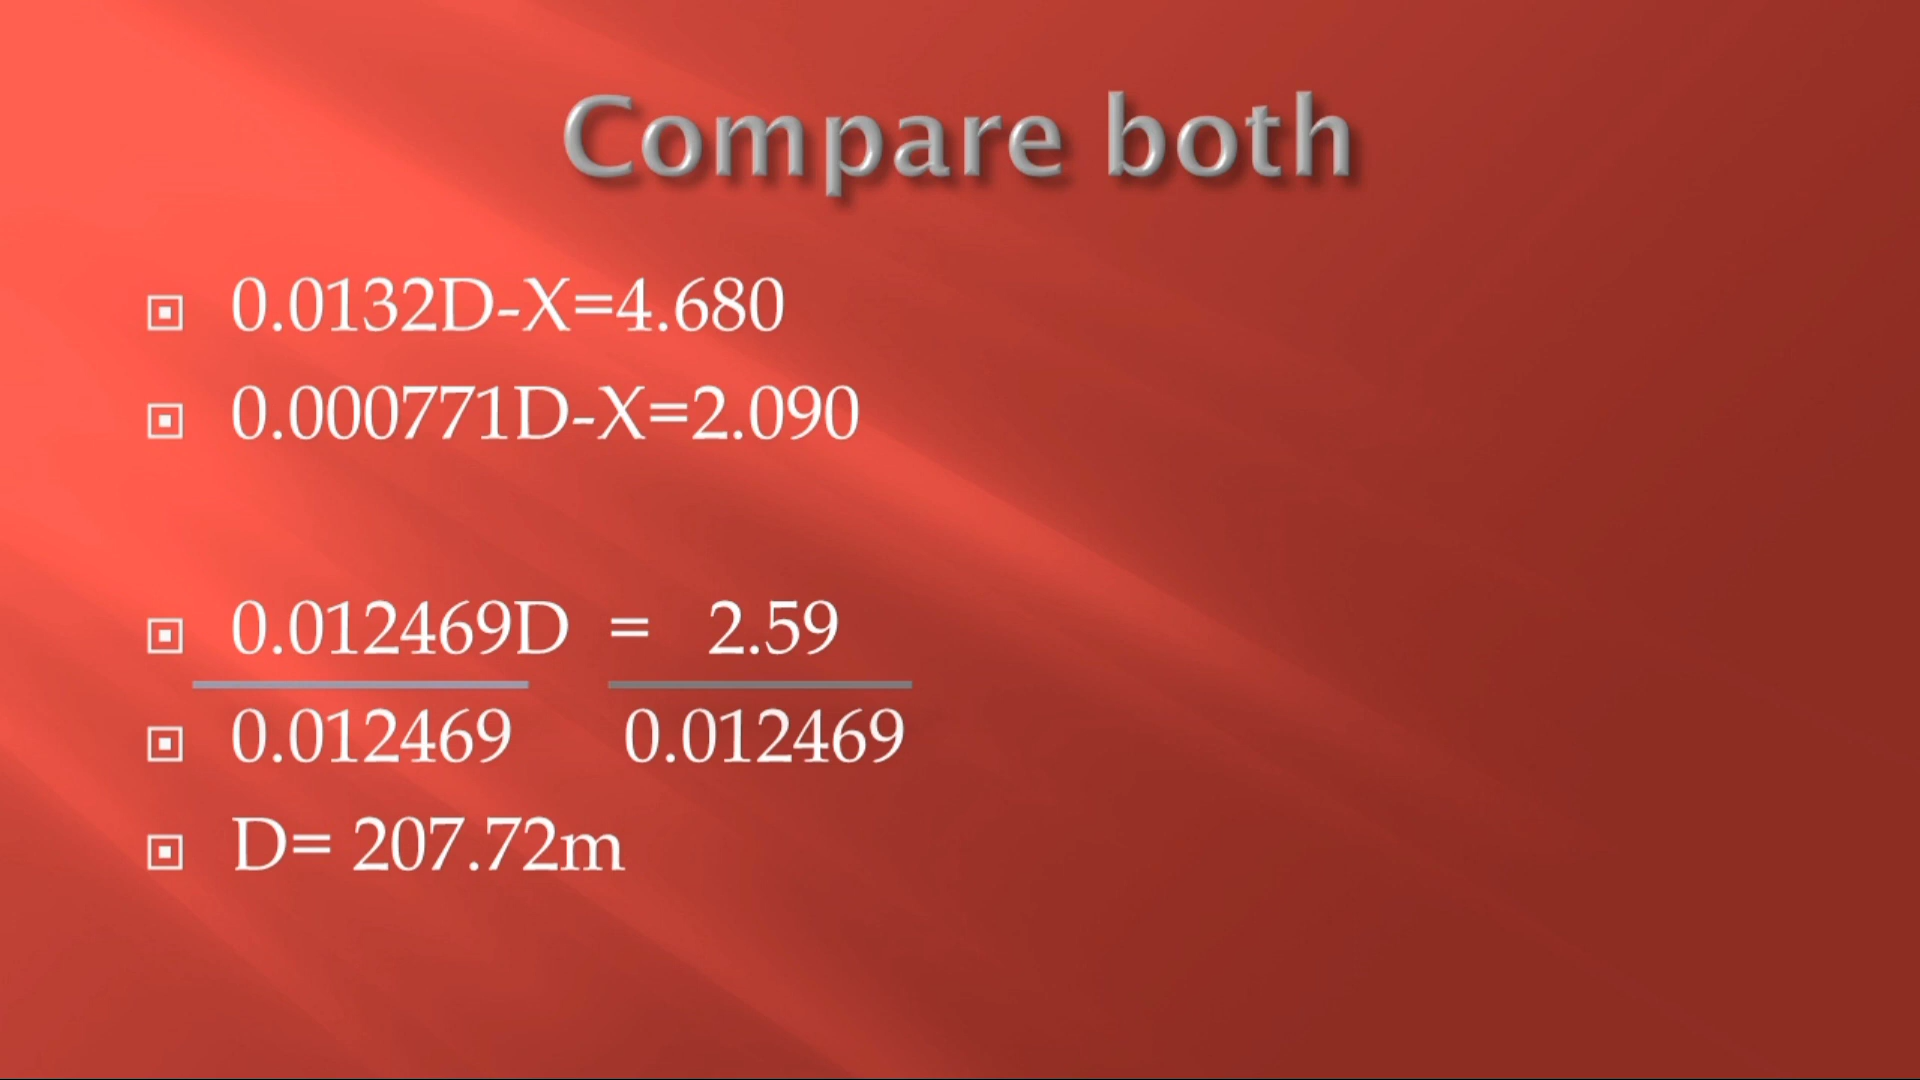 Compare both
0.0132D-X=4.680
0.000771D-X=2.090
0.012469D = 2.59
0.012469 0.012469
D= 207.72m